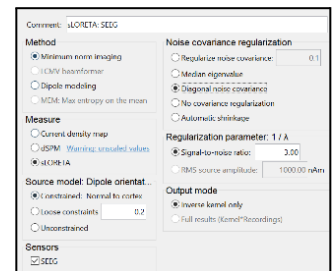 Comment: sLORETA: SEEG
Method
Minimum norm imaging
LCMV beamformer
Dipole modeling
MEM: Max entropy on the mean
Measure
Current density map
dSPM Warning: unscaled values
sLORETA
Source model: Dipole orientat...
Constrained: Normal to cortex
Loose constraints 0.2
Unconstrained
Sensors
SEEG
Noise covariance regularization
Regularize noise covariance: 0.1
Median eigenvalue
Diagonal noise covariance
No covariance regularization
Automatic shrinkage
Regularization parameter: 1 / λ
Signal-to-noise ratio: 3.00
RMS source amplitude: 1000.00 nAm
Output mode
Inverse kernel only
Full results (Kernel*Recordings)